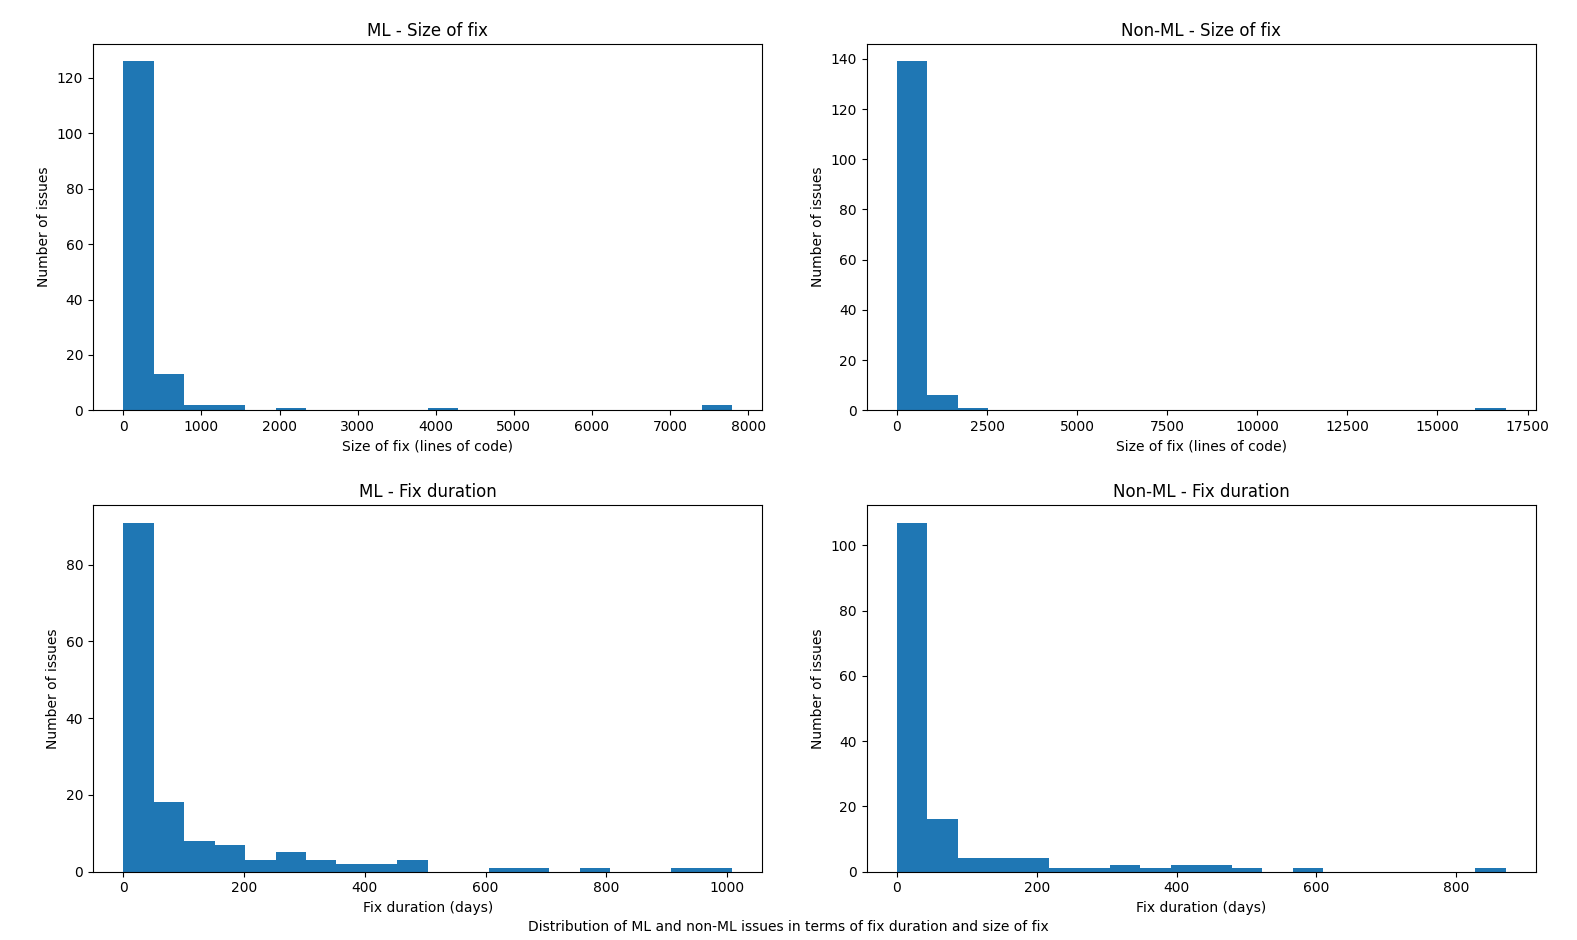 ML - Size of fix
Number of issues
120
100
80
60
40
20
0
0 1000 2000 3000 4000 5000 6000 7000 8000
Size of fix (lines of code)
Non-ML - Size of fix
Number of issues
140
120
100
80
60
40
20
0
0 2500 5000 7500 10000 12500 15000 17500
Size of fix (lines of code)
ML - Fix duration
Number of issues
80
60
40
20
0
0 200 400 600 800 1000
Fix duration (days)
Non-ML - Fix duration
Number of issues
100
80
60
40
20
0
0 200 400 600 800
Fix duration (days)
Distribution of ML and non-ML issues in terms of fix duration and size of fix